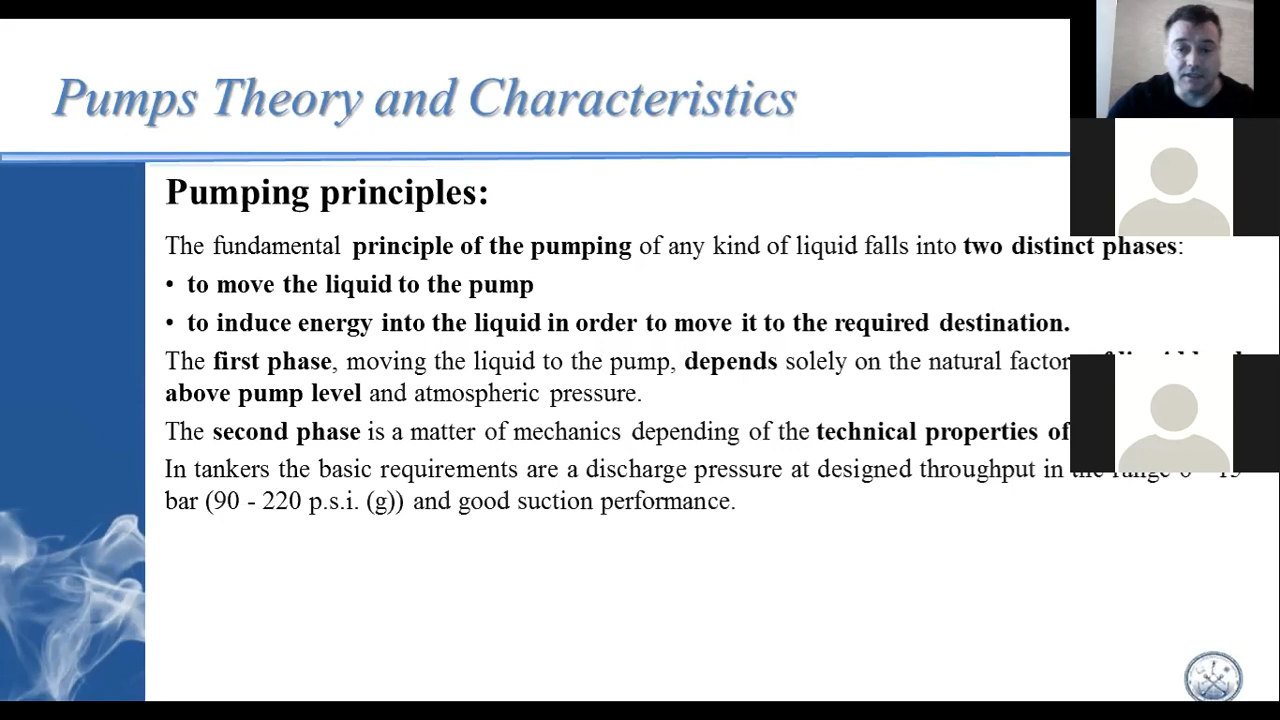 Pumps Theory and Characteristics
Pumping principles:
The fundamental principle of the pumping of any kind of liquid falls into two distinct phases:
• to move the liquid to the pump
• to induce energy into the liquid in order to move it to the required destination.
The first phase, moving the liquid to the pump, depends solely on the natural
above pump level and atmospheric pressure.
The second phase is a matter of mechanics depending of the technical properties of
In tankers the basic requirements are a discharge pressure at designed throughput in
bar (90 - 220 p.s.i. (g)) and good suction performance.